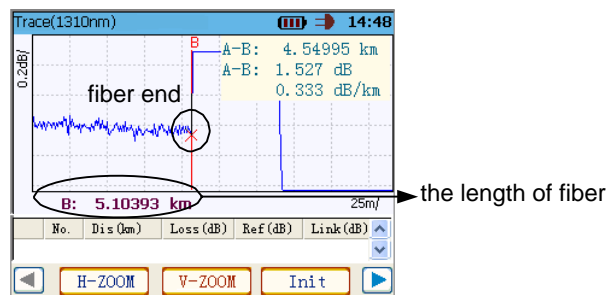 Trace(1310nm) 14:48
B
A-B: 4.54995 km
A-B: 1.527 dB
0.333 dB/km
0.2dB/
fiber end
B: 5.10393 km 25m/
the length of fiber
No. Dis(km) Loss(dB) Ref(dB) Link(dB)
H-ZOOM V-ZOOM Init